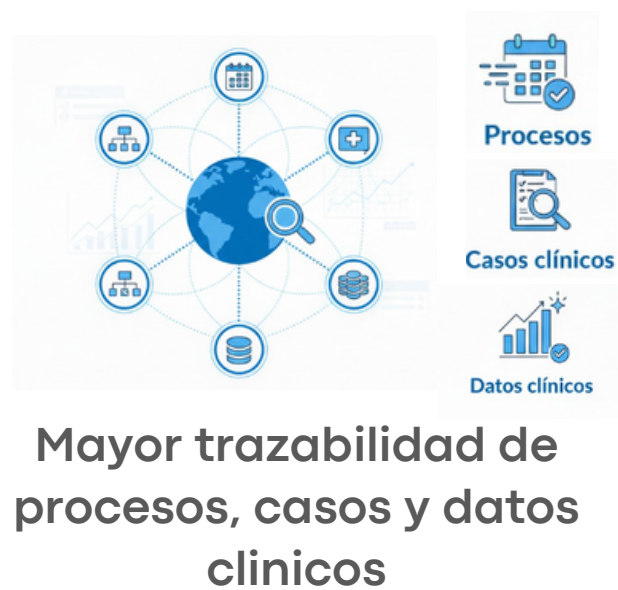 Procesos
Casos clínicos
Datos clínicos
Mayor trazabilidad de
procesos, casos y datos
clinicos